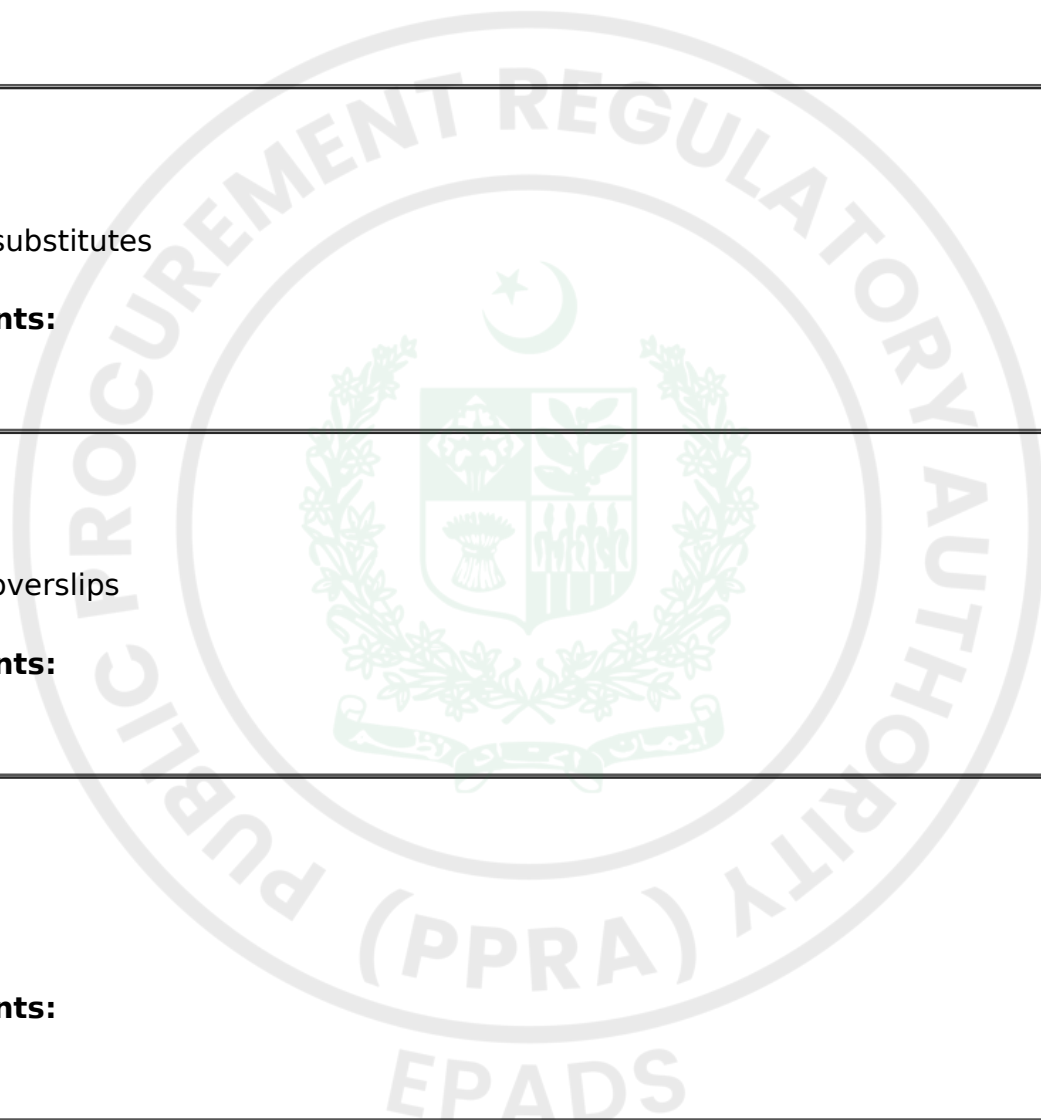 substitutes
nts:
overslips
nts:
nts:
PUBLIC PROCUREMENT REGULATORY AUTHORITY
(PPRA)
EPADS